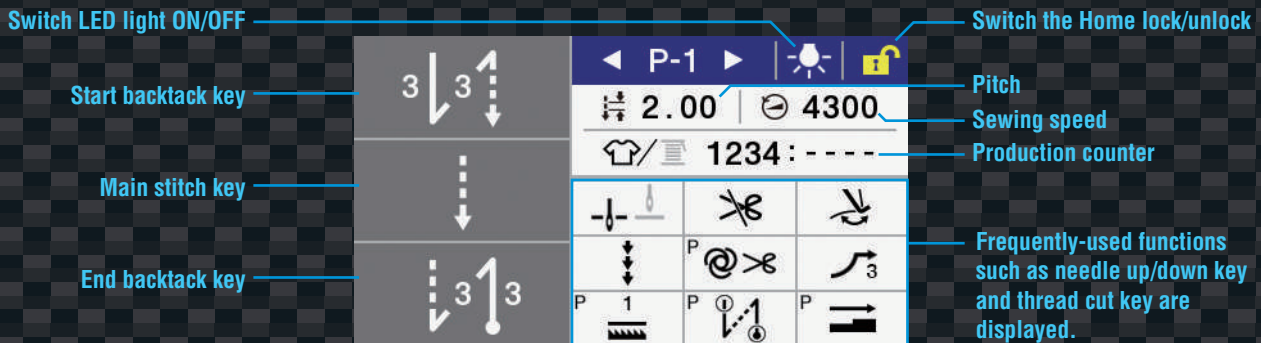 Switch LED light ON/OFF
Switch the Home lock/unlock
◄ P-1 ►
Start backtack key
3 3
Pitch
2.00 4300
Sewing speed
1234:----
Production counter
Main stitch key
End backtack key
3 3
P
3
P 1
P
P
Frequently-used functions
such as needle up/down key
and thread cut key are
displayed.